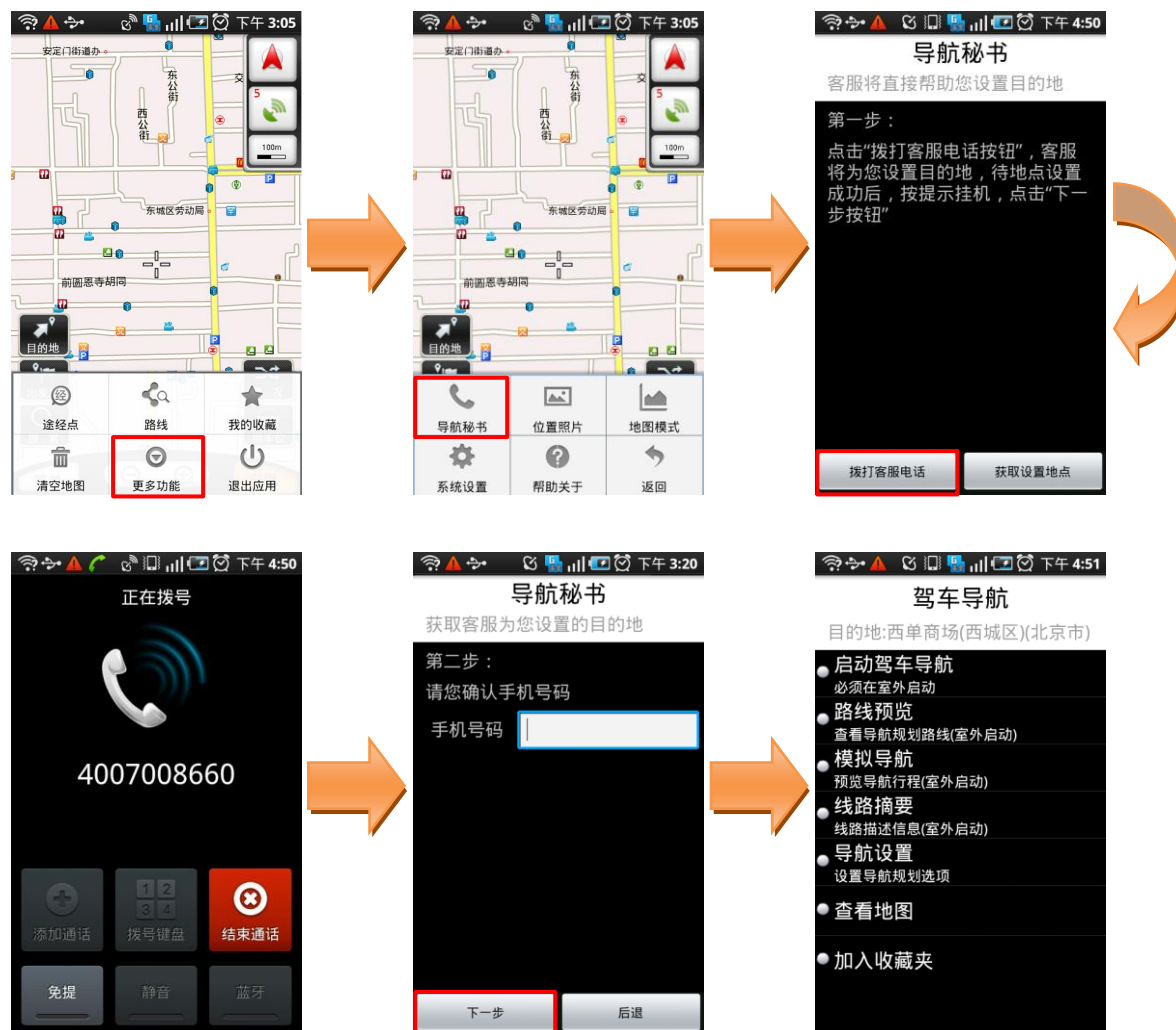 下午 3:05
安定门街道办
东公街
交
西公街
5
100m
东城区劳动局
前圆恩寺胡同
目的地
途经点
路线
我的收藏
清空地图
更多功能
退出应用
下午 3:05
安定门街道办
东公街
交
西公街
5
100m
东城区劳动局
前圆恩寺胡同
目的地
导航秘书
位置照片
地图模式
系统设置
帮助关于
返回
下午 4:50
导航秘书
客服将直接帮助您设置目的地
第一步：
点击“拨打客服电话按钮”，客服
将为您设置目的地，待地点设置
成功后，按提示挂机，点击“下一
步按钮”
拨打客服电话
获取设置地点
下午 4:50
正在拨号
4007008660
添加通话
1 2
3 4
拨号键盘
结束通话
免提
静音
蓝牙
下午 3:20
导航秘书
获取客服为您设置的目的地
第二步：
请您确认手机号码
手机号码
下一步
后退
下午 4:51
驾车导航
目的地:西单商场(西城区)(北京市)
启动驾车导航
必须在室外启动
路线预览
查看导航规划路线(室外启动)
模拟导航
预览导航行程(室外启动)
线路摘要
线路描述信息(室外启动)
导航设置
设置导航规划选项
查看地图
加入收藏夹